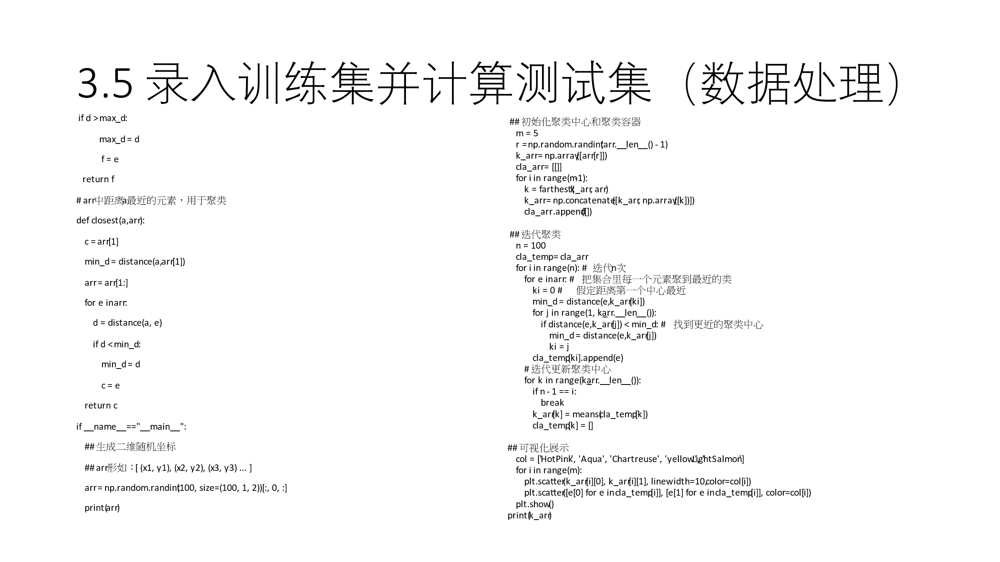 3.5 录入训练集并计算测试集（数据处理）
if d > max_d:
max_d = d
f = e
return f
# arr中距离a最近的元素，用于聚类
def closest(a,arr):
c = arr[1]
min_d = distance(a,arr[1])
arr = arr[1:]
for e in arr:
d = distance(a, e)
if d < min_d:
min_d = d
c = e
return c
if __name__=="__main__":
## 生成二维随机坐标
## arr形如：[ (x1, y1), (x2, y2), (x3, y3) ... ]
arr = np.random.randint(100, size=(100, 1, 2))[:, 0, :]
print(arr)
## 初始化聚类中心和聚类容器
m = 5
r = np.random.randint(arr.__len__() - 1)
k_arr = np.array([arr[r]])
cla_arr = [[]]
for i in range(m-1):
k = farthest(k_arr, arr)
k_arr = np.concatenate([k_arr, np.array([k])])
cla_arr.append([])
## 迭代聚类
n = 100
cla_temp = cla_arr
for i in range(n): # 迭代n次
for e in arr: # 把集合里每一个元素聚到最近的类
ki = 0 # 假定距离第一个中心最近
min_d = distance(e,k_arr[ki])
for j in range(1, k_arr.__len__()):
if distance(e,k_arr[j]) < min_d: # 找到更近的聚类中心
min_d = distance(e,k_arr[j])
ki = j
cla_temp[ki].append(e)
# 迭代更新聚类中心
for k in range(k_arr.__len__()):
if n - 1 == i:
break
k_arr[k] = means(cla_temp[k])
cla_temp[k] = []
## 可视化展示
col = ['HotPink', 'Aqua', 'Chartreuse', 'yellow', 'LightSalmon']
for i in range(m):
plt.scatter(k_arr[i][0], k_arr[i][1], linewidth=10,color=col[i])
plt.scatter([e[0] for e in cla_temp[i]], [e[1] for e in cla_temp[i]], color=col[i])
plt.show()
print(k_arr)